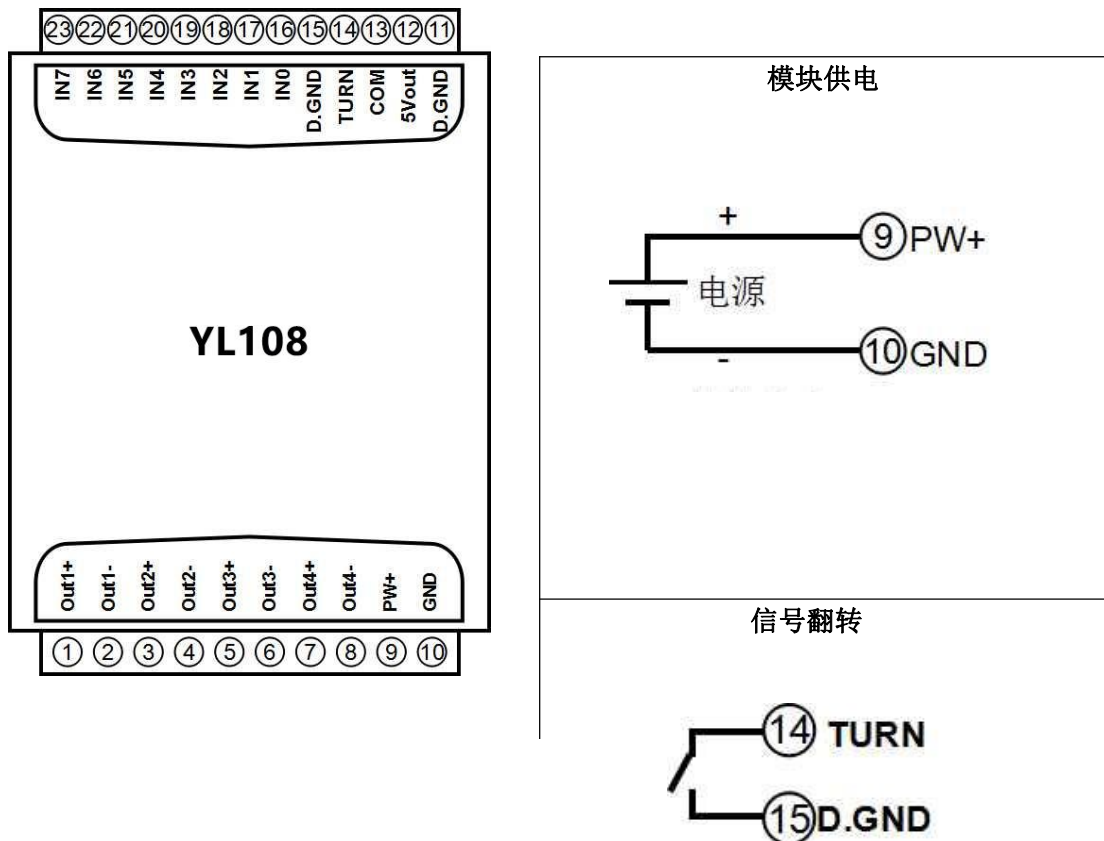 23 22 21 20 19 18 17 16 15 14 13 12 11
IN7 IN6 IN5 IN4 IN3 IN2 IN1 IN0 D.GND TURN COM 5Vout D.GND
YL108
Out1+ Out1- Out2+ Out2- Out3+ Out3- Out4+ Out4- PW+ GND
1 2 3 4 5 6 7 8 9 10
模块供电
+
9 PW+
电源
-
10 GND
信号翻转
14 TURN
15 D.GND